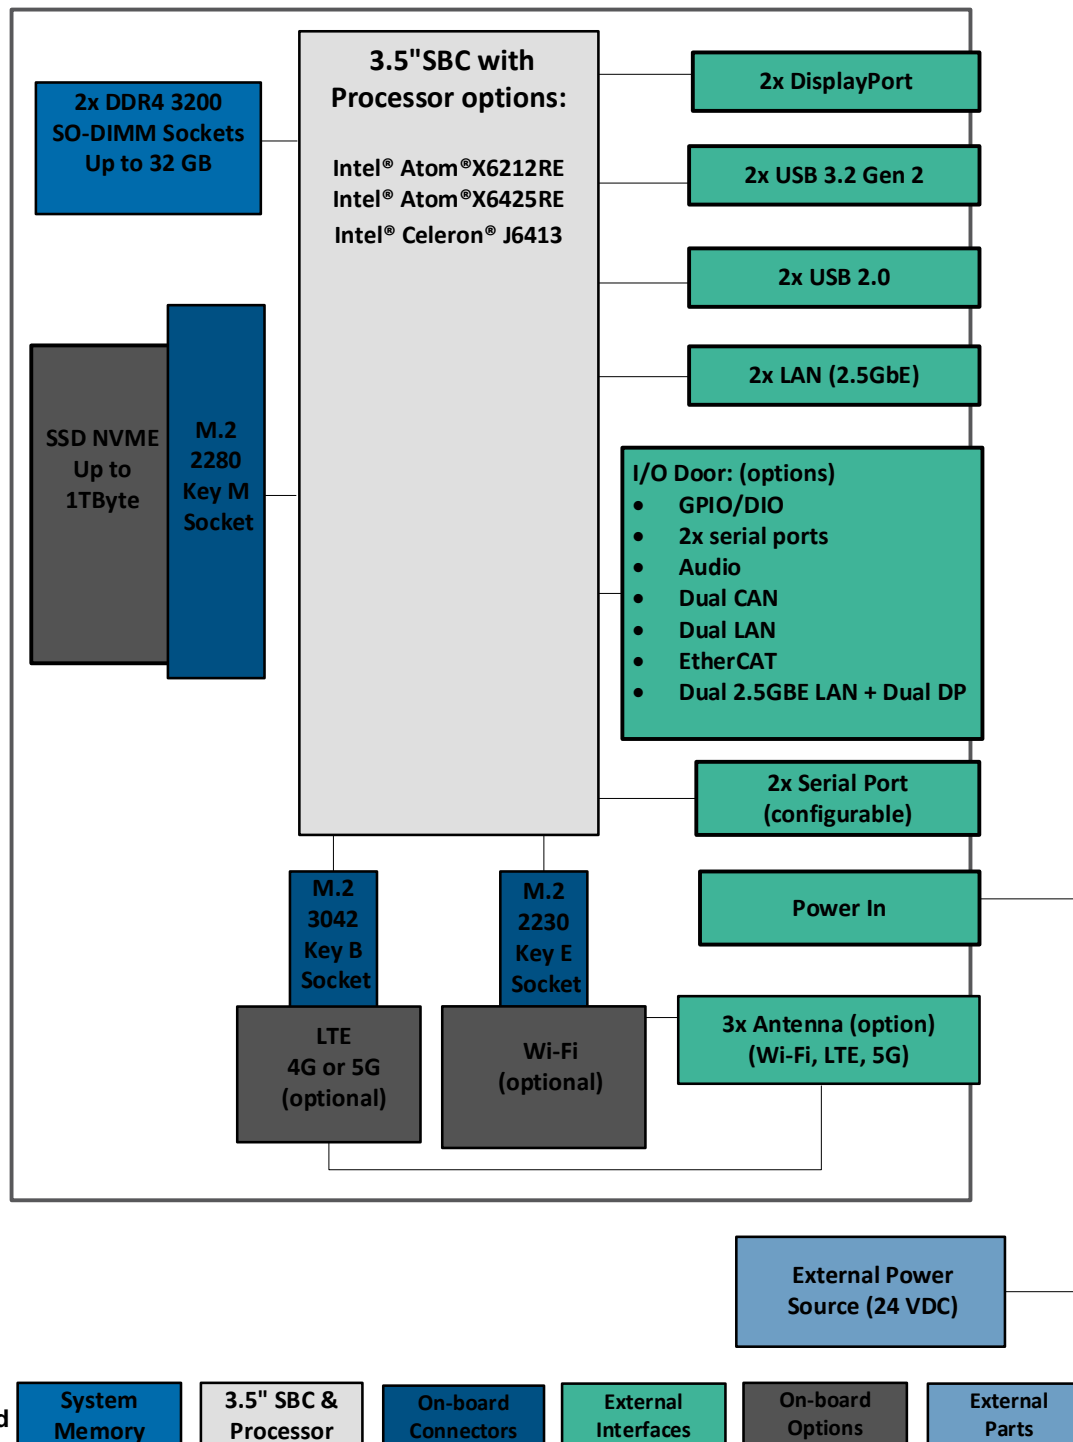 3.5"SBC with
Processor options:
Intel® Atom®X6212RE
Intel® Atom®X6425RE
Intel® Celeron® J6413
2x DDR4 3200
SO-DIMM Sockets
Up to 32 GB
SSD NVME
Up to
1TByte
M.2
2280
Key M
Socket
2x DisplayPort
2x USB 3.2 Gen 2
2x USB 2.0
2x LAN (2.5GbE)
I/O Door: (options)
• GPIO/DIO
• 2x serial ports
• Audio
• Dual CAN
• Dual LAN
• EtherCAT
• Dual 2.5GBE LAN + Dual DP
2x Serial Port
(configurable)
Power In
M.2
3042
Key B
Socket
M.2
2230
Key E
Socket
LTE
4G or 5G
(optional)
Wi-Fi
(optional)
3x Antenna (option)
(Wi-Fi, LTE, 5G)
External Power
Source (24 VDC)
d
System
Memory
3.5" SBC &
Processor
On-board
Connectors
External
Interfaces
On-board
Options
External
Parts